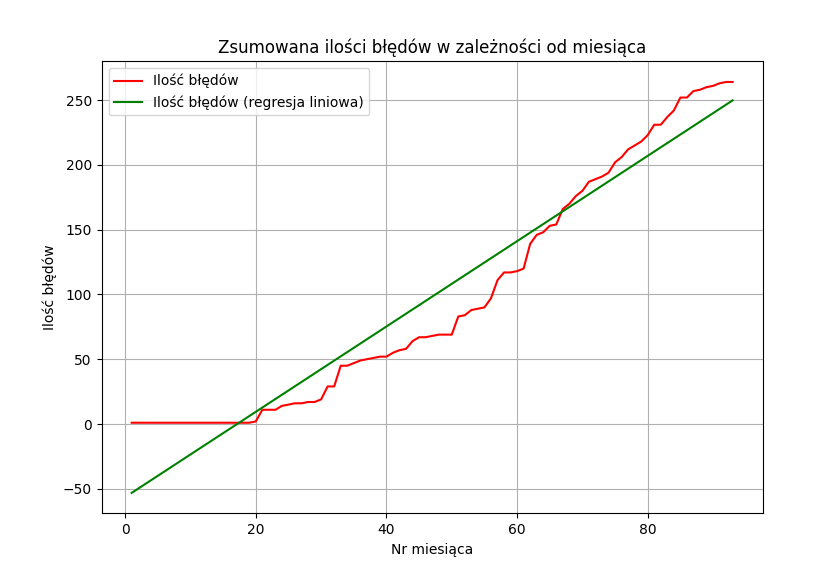 Zsumowana ilości błędów w zależności od miesiąca
Ilość błędów
Ilość błędów (regresja liniowa)
250
200
150
100
50
0
−50
Ilość błędów
0 20 40 60 80
Nr miesiąca